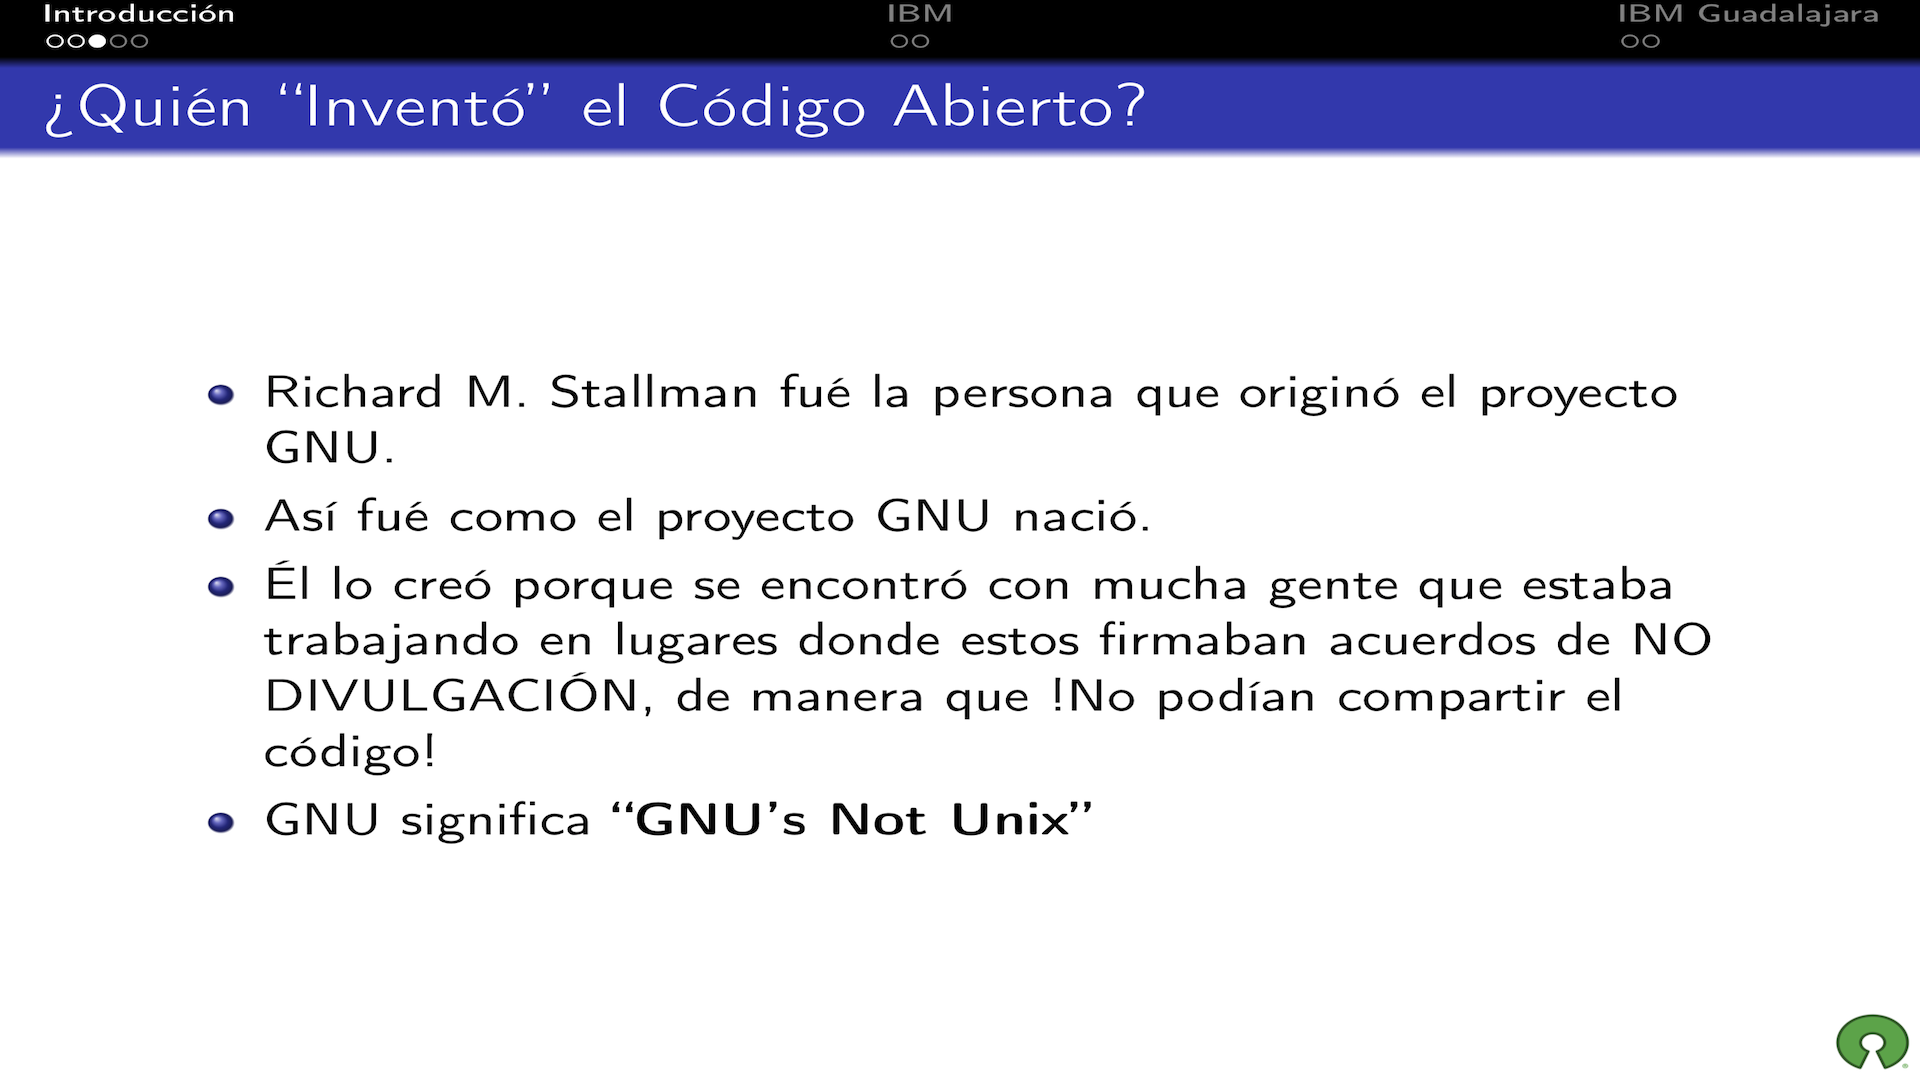 Introducción
IBM
IBM Guadalajara
¿Quién “Inventó” el Código Abierto?
Richard M. Stallman fué la persona que originó el proyecto
GNU.
Así fué como el proyecto GNU nació.
Él lo creó porque se encontró con mucha gente que estaba
trabajando en lugares donde estos firmaban acuerdos de NO
DIVULGACIÓN, de manera que !No podían compartir el
código!
GNU significa “GNU’s Not Unix”